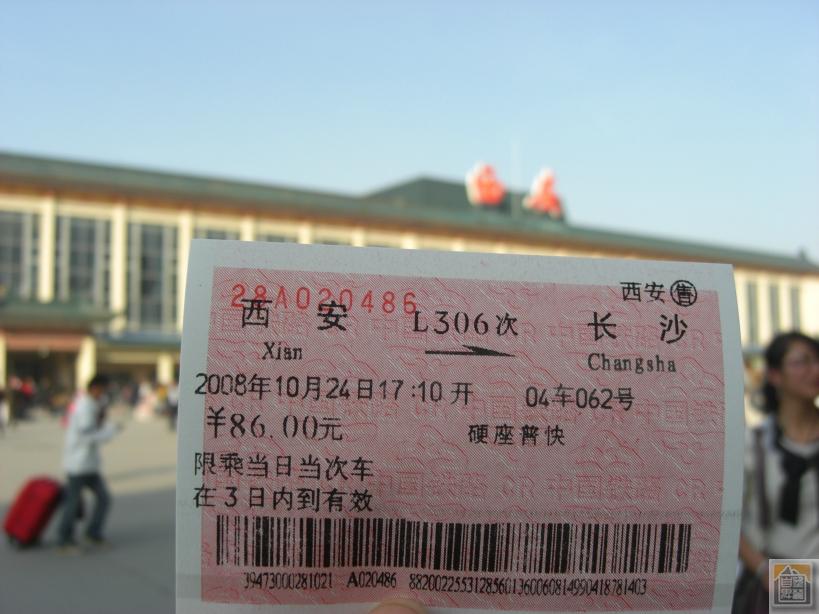 西安
28A020486
西安售
西安 L306次 长沙
Xian Changsha
2008年10月24日17:10开 04车062号
¥86.00元 硬座普快
限乘当日当次车
在3日内到有效
39473000281021 A020486 88200225531285601360060814990418781403